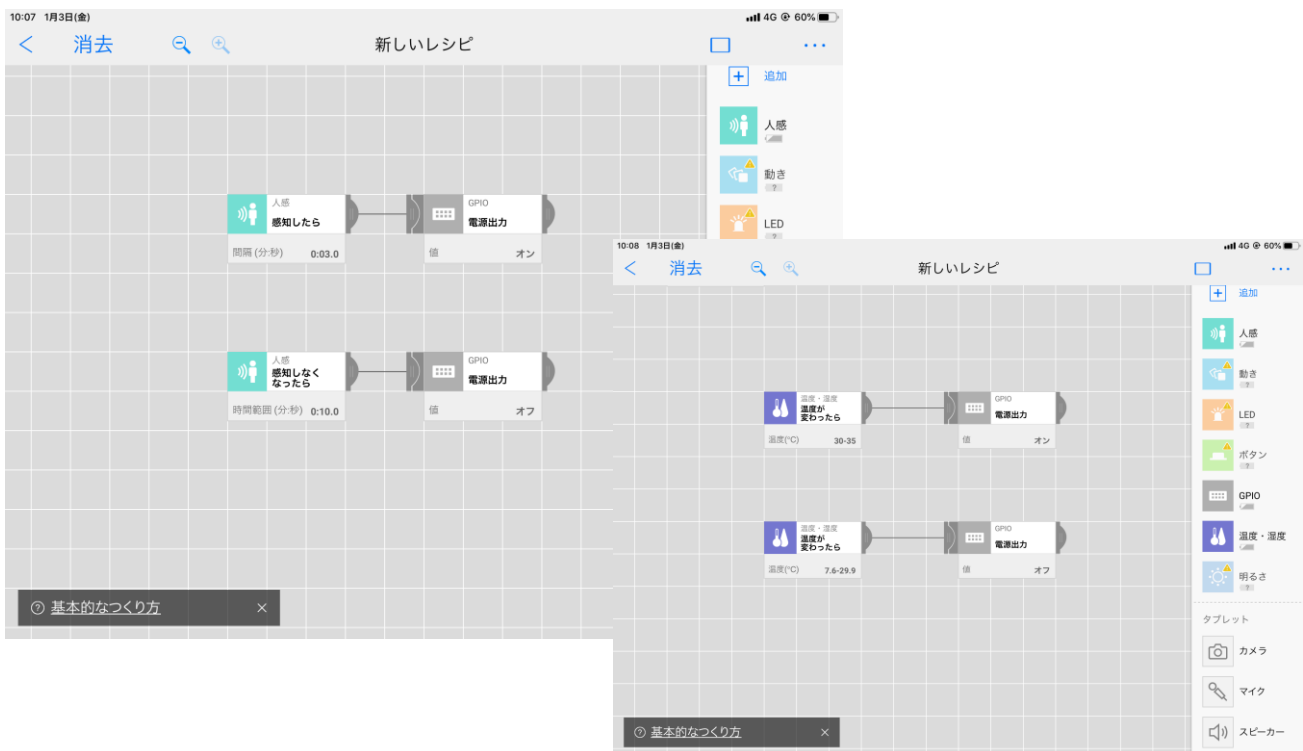 10:07 1月3日(金)
4G 60%
消去
新しいレシピ
追加
人感
動き
?
LED
?
人感
感知したら
間隔 (分:秒) 0:03.0
GPIO
電源出力
値 オン
人感
感知しなく
なったら
時間範囲 (分:秒) 0:10.0
GPIO
電源出力
値 オフ
? 基本的なつくり方 ×
10:08 1月3日(金)
4G 60%
消去
新しいレシピ
追加
人感
動き
?
LED
?
ボタン
?
GPIO
温度・湿度
明るさ
?
タブレット
カメラ
マイク
スピーカー
温度・湿度
温度が
変わったら
温度(°C) 30-35
GPIO
電源出力
値 オン
温度・湿度
温度が
変わったら
温度(°C) 7.6-29.9
GPIO
電源出力
値 オフ
? 基本的なつくり方 ×